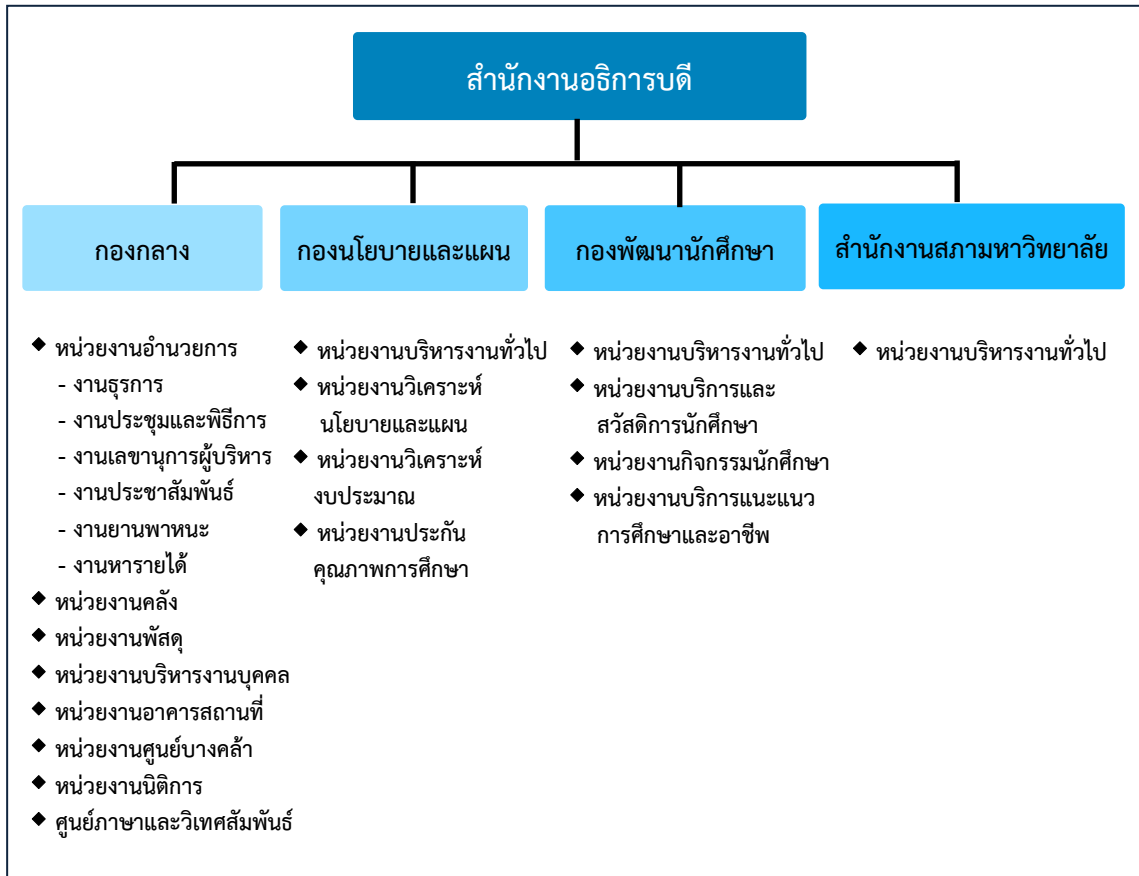 สำนักงานอธิการบดี
กองกลาง
กองนโยบายและแผน
กองพัฒนานักศึกษา
สำนักงานสภามหาวิทยาลัย
◆ หน่วยงานอำนวยการ
- งานธุรการ
- งานประชุมและพิธีการ
- งานเลขานุการผู้บริหาร
- งานประชาสัมพันธ์
- งานยานพาหนะ
- งานหารายได้
◆ หน่วยงานคลัง
◆ หน่วยงานพัสดุ
◆ หน่วยงานบริหารงานบุคคล
◆ หน่วยงานอาคารสถานที่
◆ หน่วยงานศูนย์บางคล้า
◆ หน่วยงานนิติการ
◆ ศูนย์ภาษาและวิเทศสัมพันธ์
◆ หน่วยงานบริหารงานทั่วไป
◆ หน่วยงานวิเคราะห์
นโยบายและแผน
◆ หน่วยงานวิเคราะห์
งบประมาณ
◆ หน่วยงานประกัน
คุณภาพการศึกษา
◆ หน่วยงานบริหารงานทั่วไป
◆ หน่วยงานบริการและ
สวัสดิการนักศึกษา
◆ หน่วยงานกิจกรรมนักศึกษา
◆ หน่วยงานบริการแนะแนว
การศึกษาและอาชีพ
◆ หน่วยงานบริหารงานทั่วไป